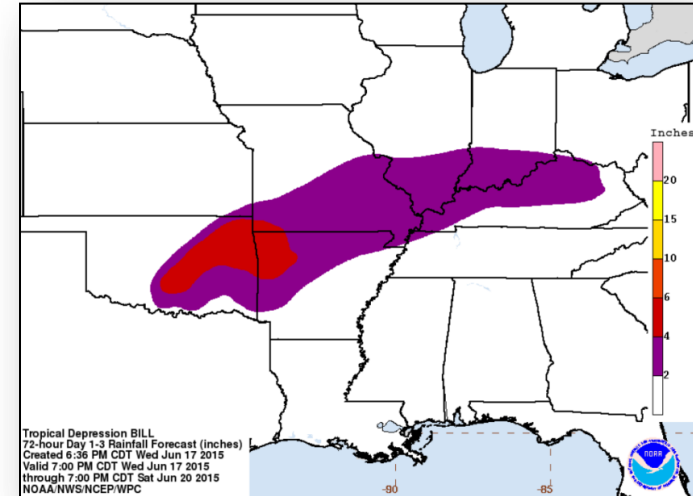 Inches
20
15
10
6
4
2
Tropical Depression BILL
72-hour Day 1-3 Rainfall Forecast (inches)
Created 6:36 PM CDT Wed Jun 17 2015
Valid 7:00 PM CDT Wed Jun 17 2015
through 7:00 PM CDT Sat Jun 20 2015
NOAA/NWS/NCEP/WPC
-90
-85
NOAA